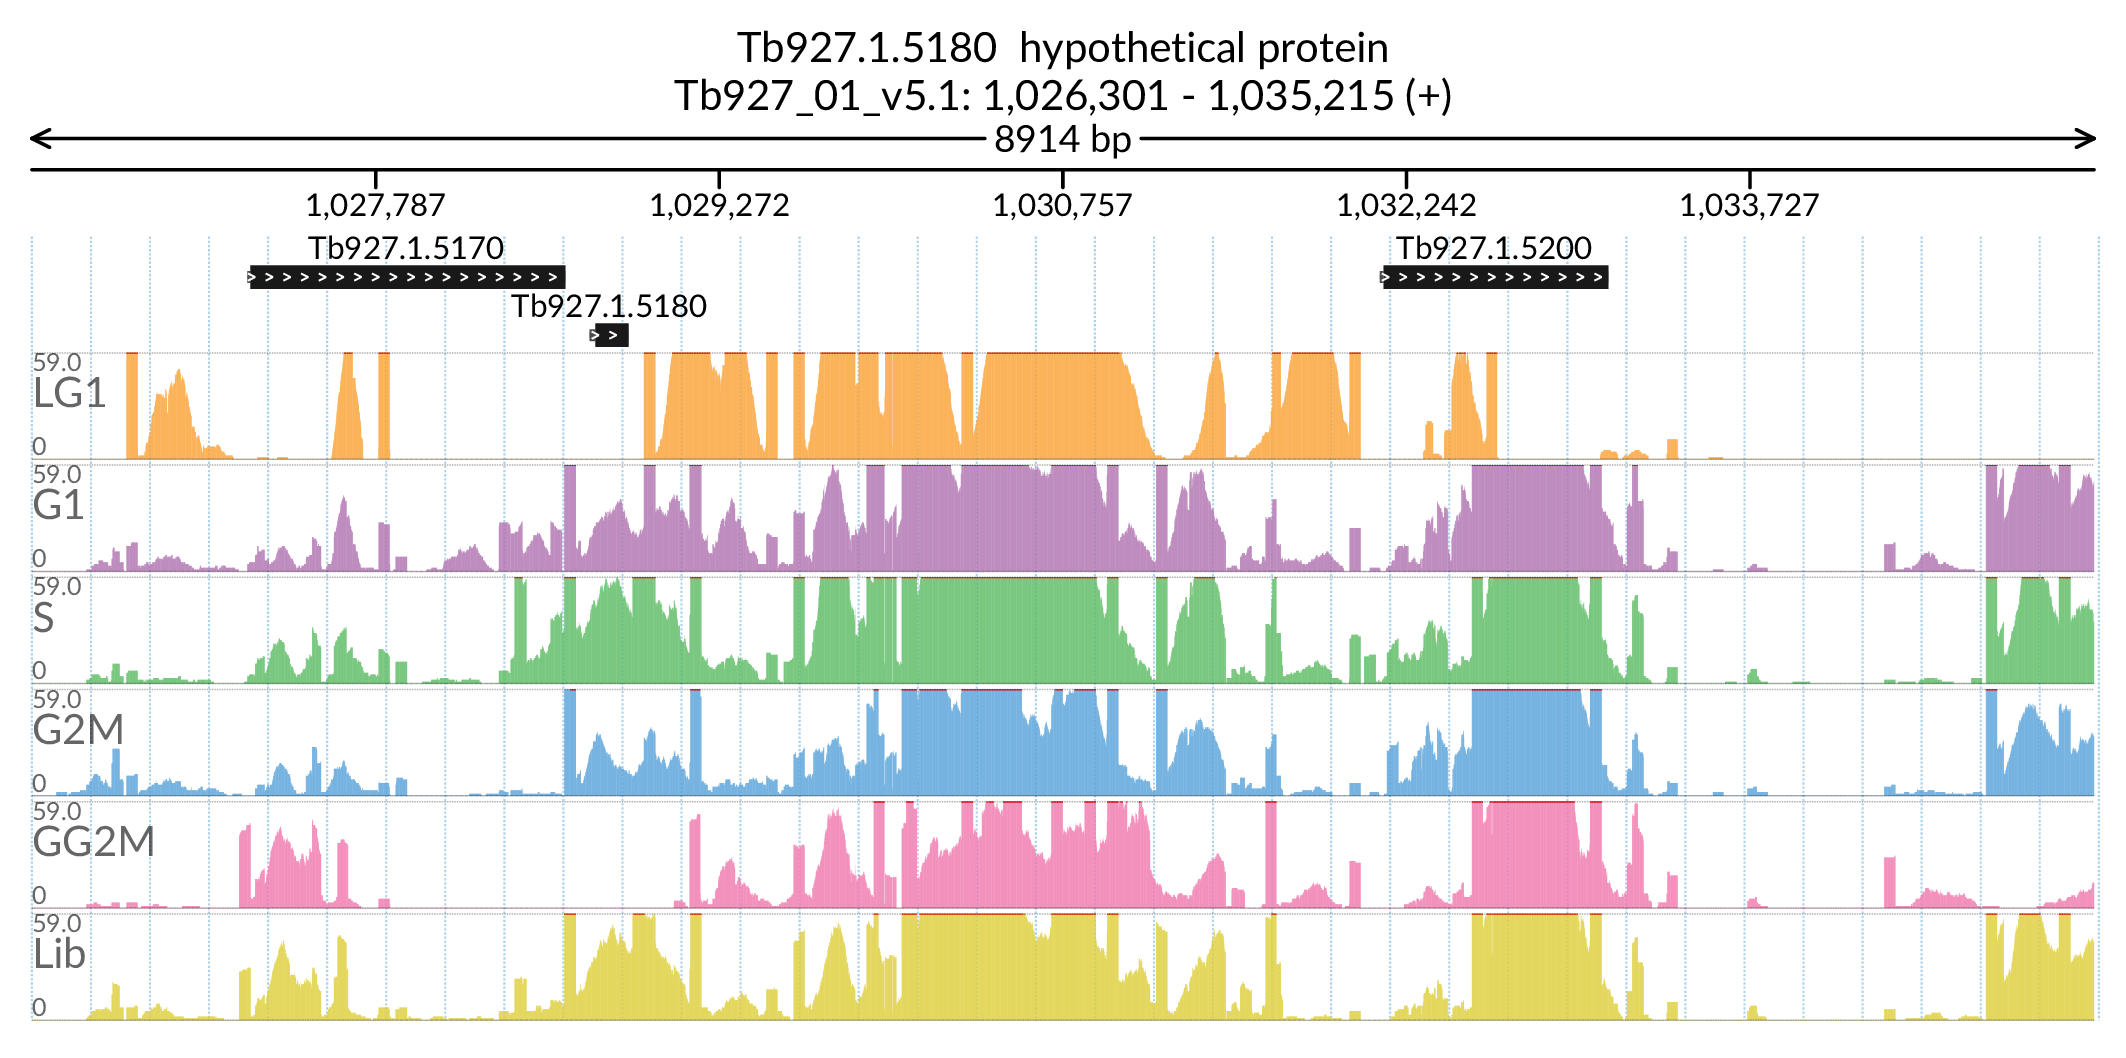 Tb927.1.5180 hypothetical protein
Tb927_01_v5.1: 1,026,301 - 1,035,215 (+)
8914 bp
1,027,787 1,029,272 1,030,757 1,032,242 1,033,727
Tb927.1.5170 Tb927.1.5200
Tb927.1.5180
59.0
LG1
0
59.0
G1
0
59.0
S
0
59.0
G2M
0
59.0
GG2M
0
59.0
Lib
0